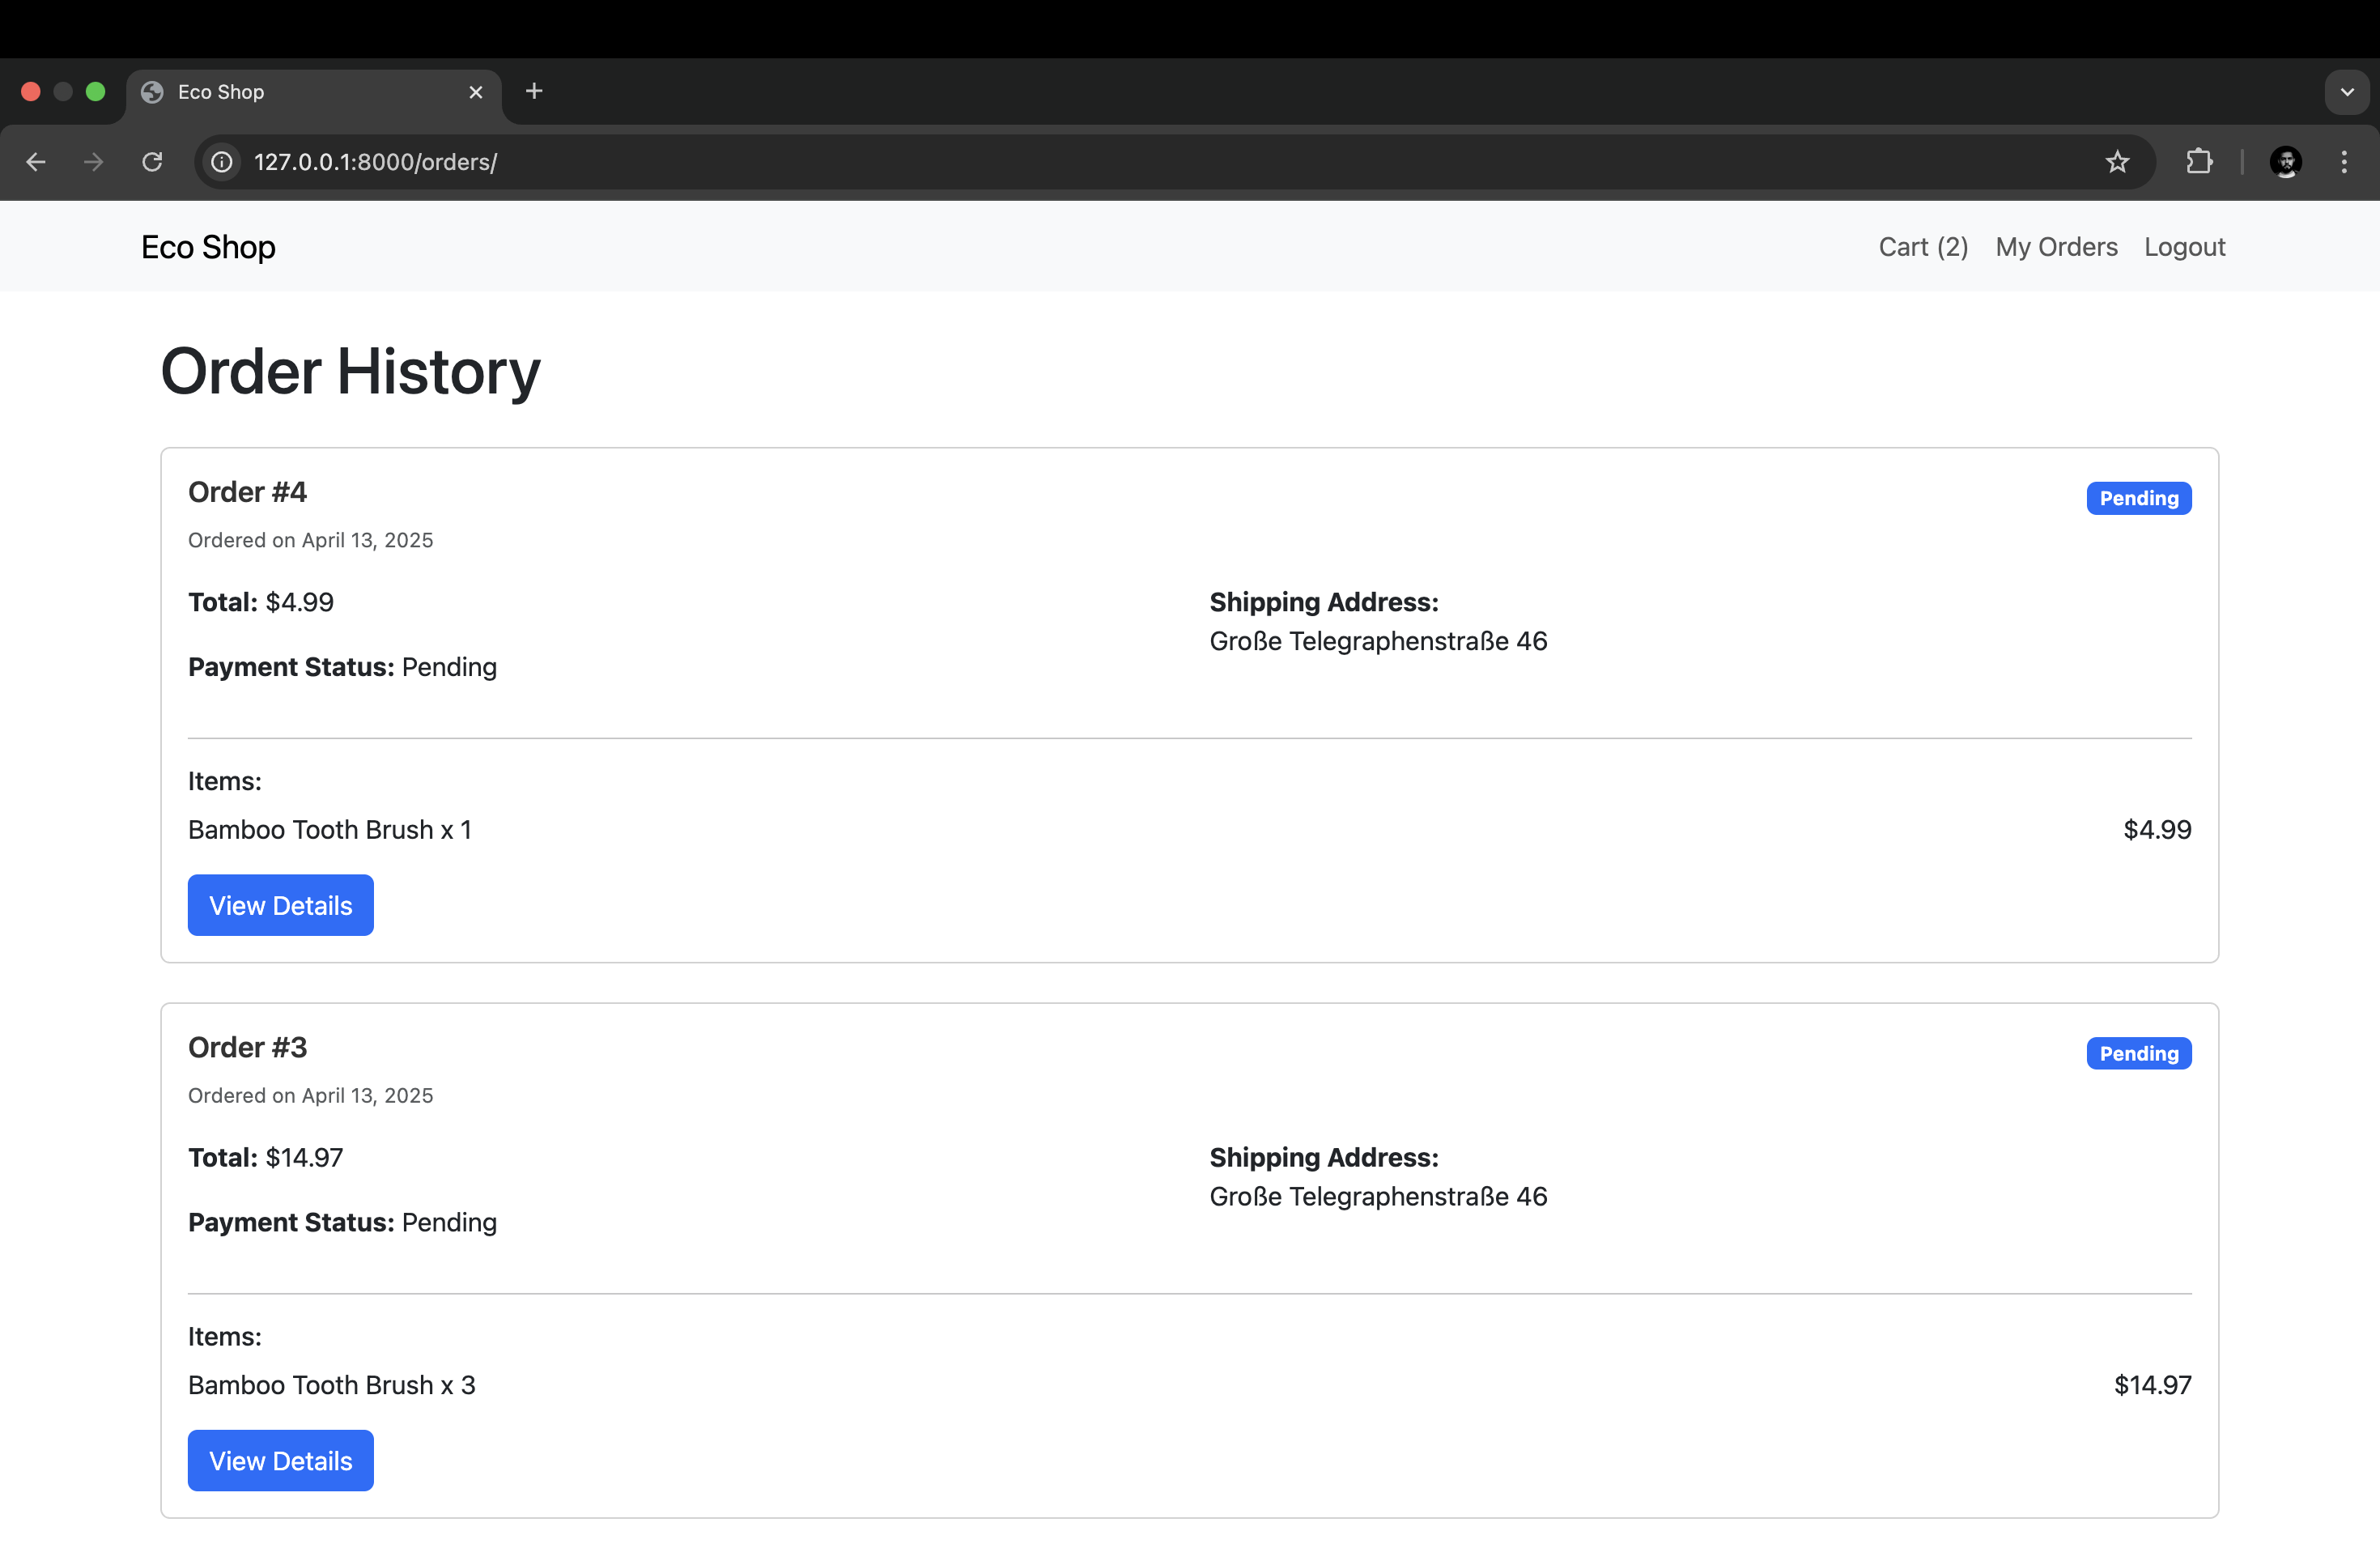 Eco Shop
127.0.0.1:8000/orders/
Eco Shop
Cart (2) My Orders Logout
Order History
Order #4
Pending
Ordered on April 13, 2025
Total: $4.99
Shipping Address:
Große Telegraphenstraße 46
Payment Status: Pending
Items:
Bamboo Tooth Brush x 1
$4.99
View Details
Order #3
Pending
Ordered on April 13, 2025
Total: $14.97
Shipping Address:
Große Telegraphenstraße 46
Payment Status: Pending
Items:
Bamboo Tooth Brush x 3
$14.97
View Details